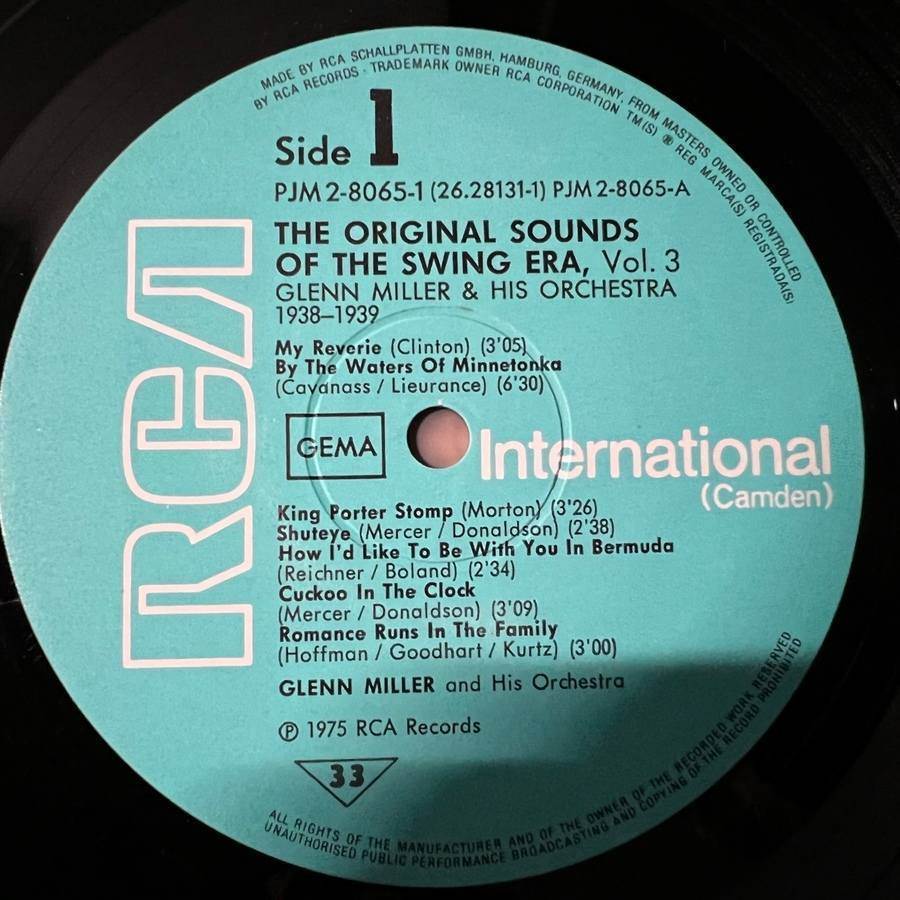 MADE BY RCA SCHALLPLATTEN GMBH, HAMBURG, GERMANY, FROM MASTERS OWNED OR CONTROLLED
BY RCA RECORDS · TRADEMARK OWNER RCA CORPORATION TM(S) ® REG MARCA(S) REGISTRADA(S)
Side 1
PJM 2-8065-1 (26.28131-1) PJM 2-8065-A
THE ORIGINAL SOUNDS
OF THE SWING ERA, Vol. 3
GLENN MILLER & HIS ORCHESTRA
1938–1939
My Reverie (Clinton) (3'05)
By The Waters Of Minnetonka
(Cavanass / Lieurance) (6'30)
RCA
GEMA
International
(Camden)
King Porter Stomp (Morton) (3'26)
Shuteye (Mercer / Donaldson) (2'38)
How I'd Like To Be With You In Bermuda
(Reichner / Boland) (2'34)
Cuckoo In The Clock
(Mercer / Donaldson) (3'09)
Romance Runs In The Family
(Hoffman / Goodhart / Kurtz) (3'00)
GLENN MILLER and His Orchestra
℗ 1975 RCA Records
33
ALL RIGHTS OF THE MANUFACTURER AND OF THE OWNER OF THE RECORDED WORK RESERVED
UNAUTHORISED PUBLIC PERFORMANCE BROADCASTING AND COPYING OF THE RECORD PROHIBITED